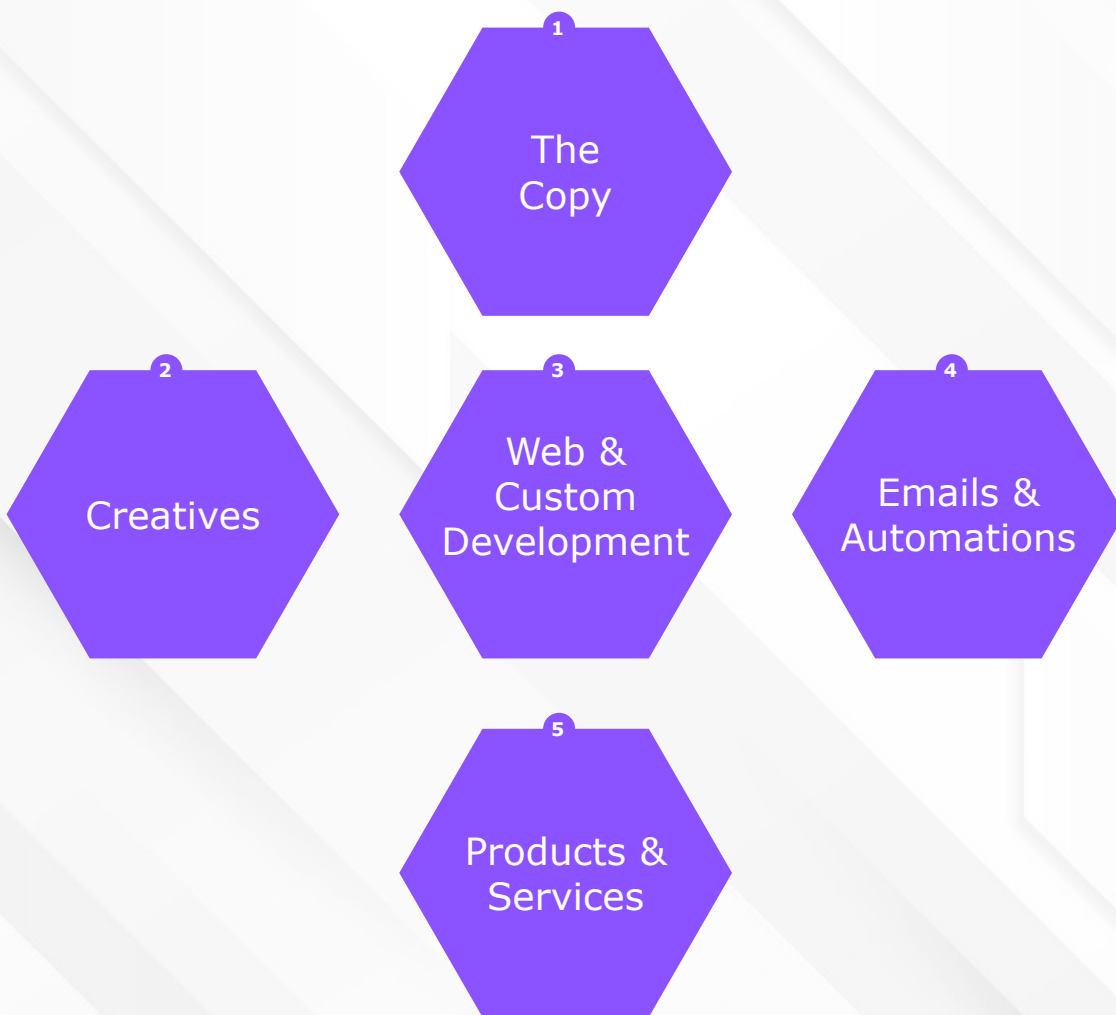 1
The
Copy
2
Creatives
3
Web &
Custom
Development
4
Emails &
Automations
5
Products &
Services